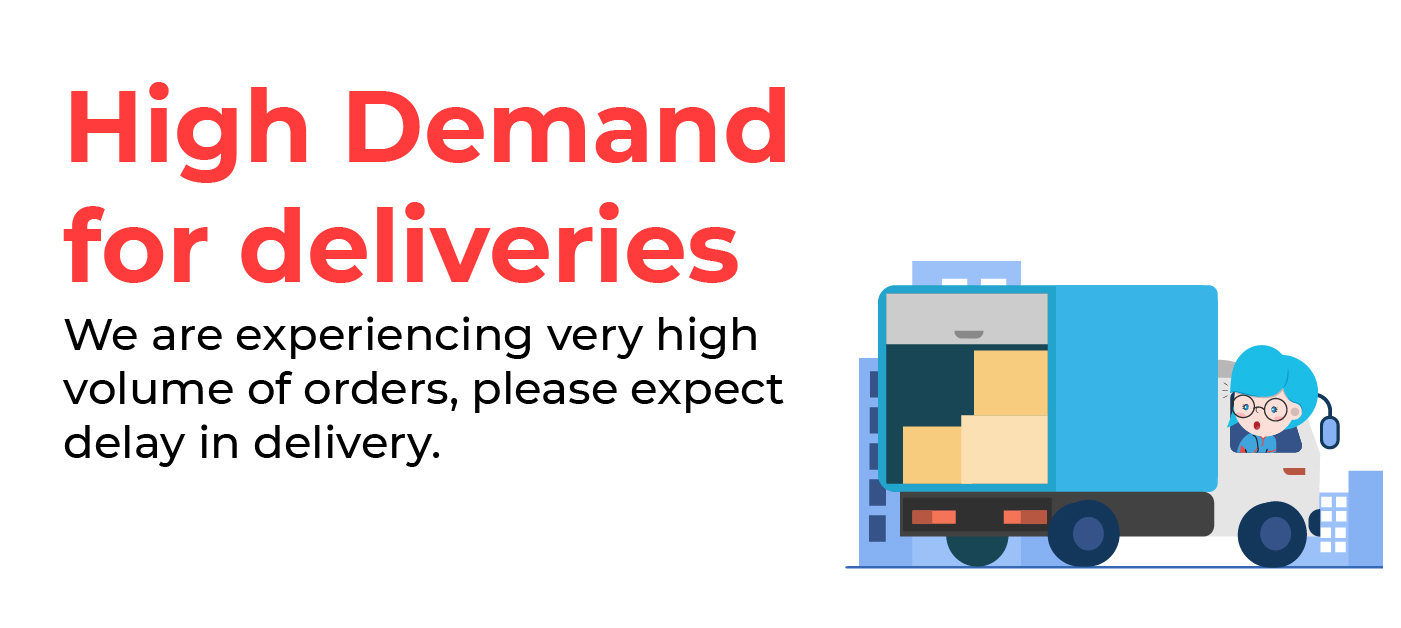 High Demand
for deliveries
We are experiencing very high
volume of orders, please expect
delay in delivery.